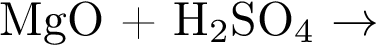 MgO + H₂SO₄ →